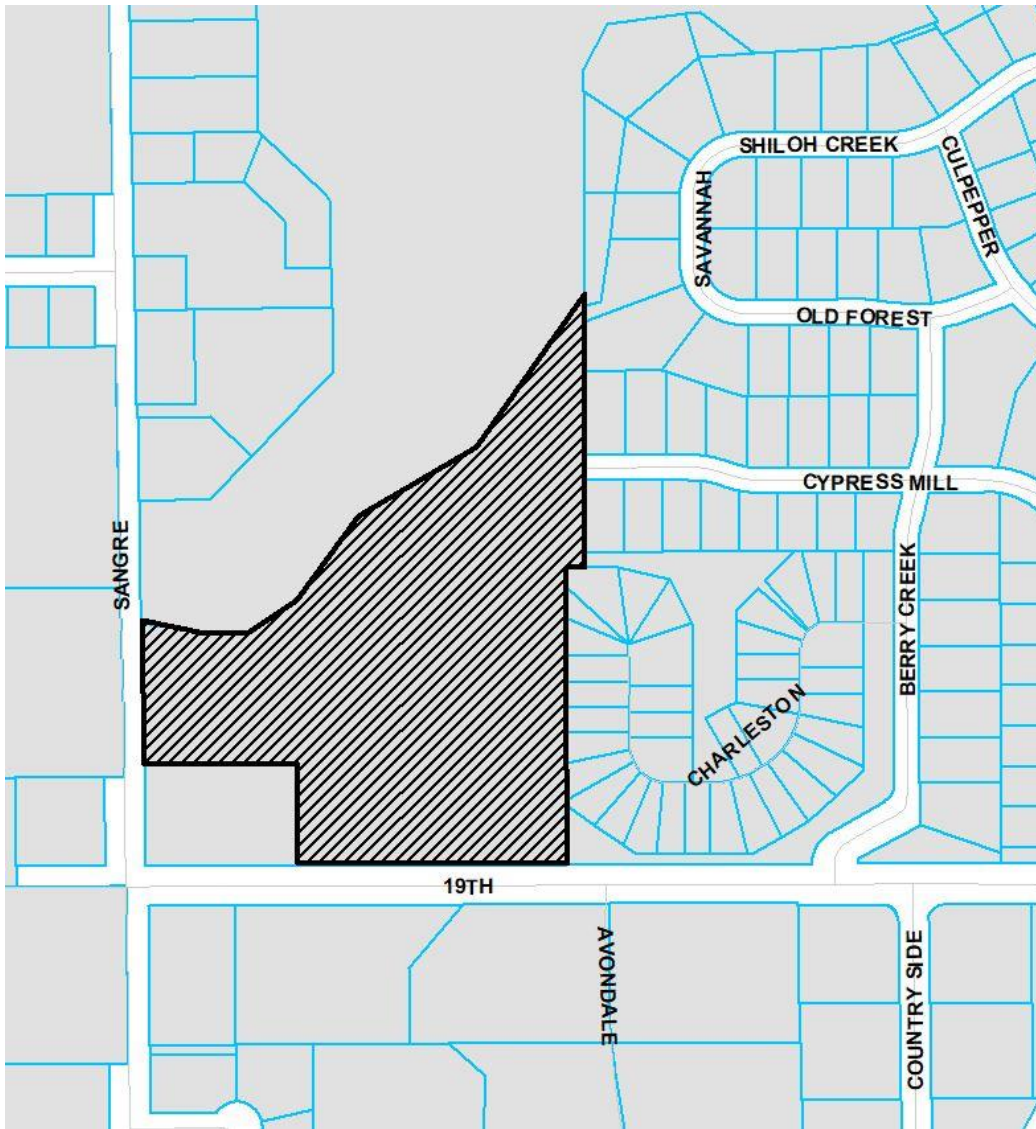 SHILOH CREEK
CULPEPPER
SAVANNAH
OLD FOREST
CYPRESS MILL
SANGRE
BERRY CREEK
CHARLESTON
19TH
AVONDALE
COUNTRY SIDE